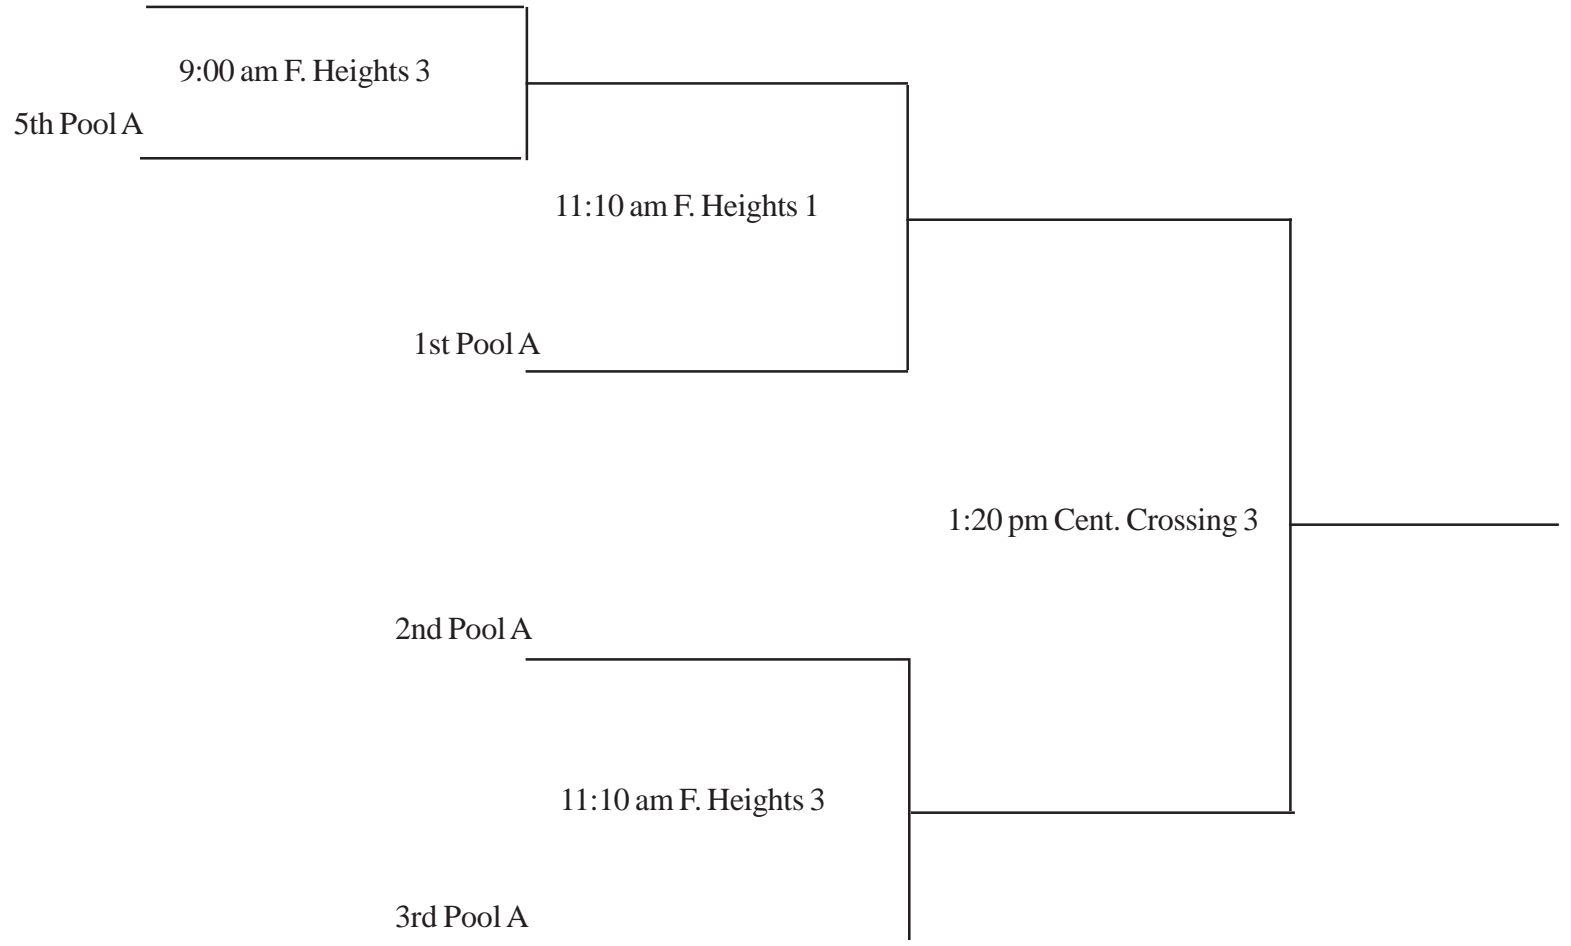 9:00 am F. Heights 3
5th Pool A
11:10 am F. Heights 1
1st Pool A
1:20 pm Cent. Crossing 3
2nd Pool A
11:10 am F. Heights 3
3rd Pool A